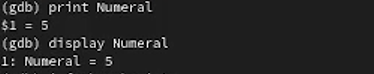 (gdb) print Numeral
$1 = 5
(gdb) display Numeral
1: Numeral = 5